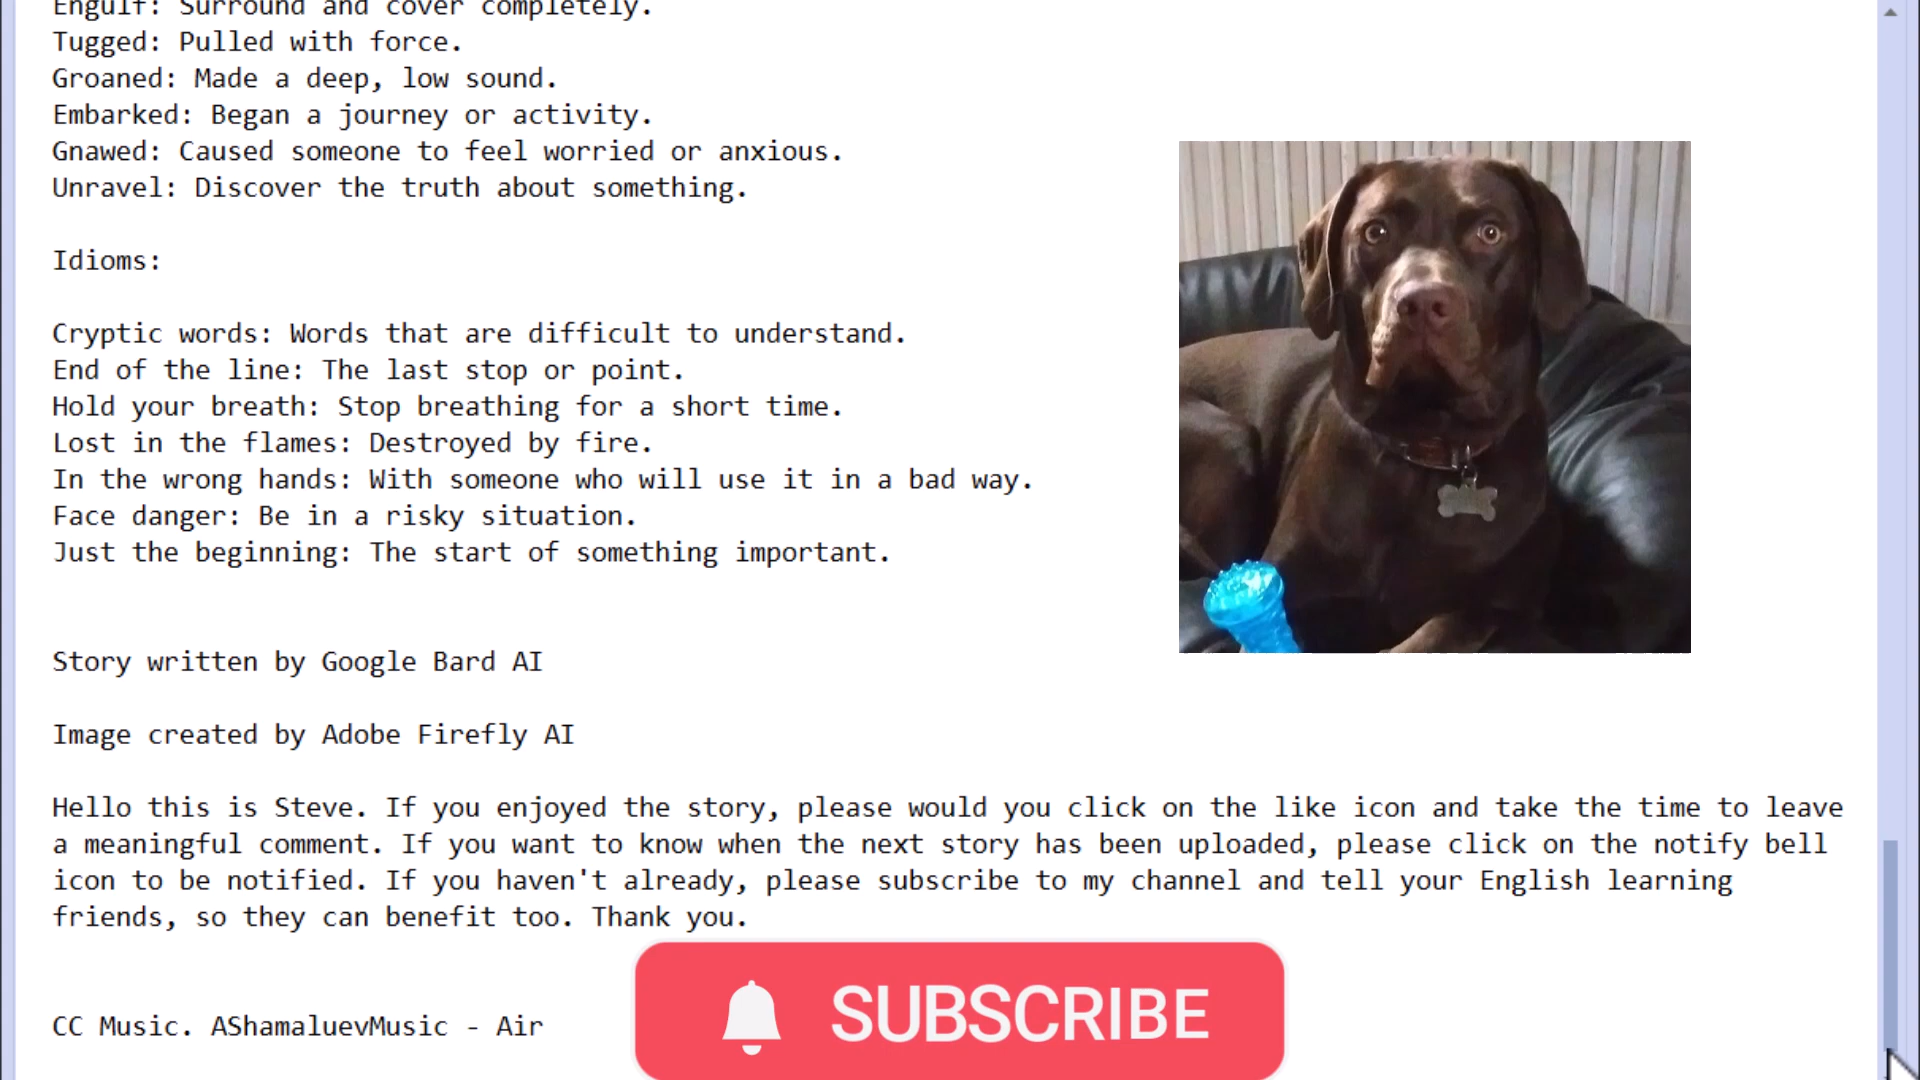 Engulf: Surround and cover completely.
Tugged: Pulled with force.
Groaned: Made a deep, low sound.
Embarked: Began a journey or activity.
Gnawed: Caused someone to feel worried or anxious.
Unravel: Discover the truth about something.
Idioms:
Cryptic words: Words that are difficult to understand.
End of the line: The last stop or point.
Hold your breath: Stop breathing for a short time.
Lost in the flames: Destroyed by fire.
In the wrong hands: With someone who will use it in a bad way.
Face danger: Be in a risky situation.
Just the beginning: The start of something important.
Story written by Google Bard AI
Image created by Adobe Firefly AI
Hello this is Steve. If you enjoyed the story, please would you click on the like icon and take the time to leave
a meaningful comment. If you want to know when the next story has been uploaded, please click on the notify bell
icon to be notified. If you haven't already, please subscribe to my channel and tell your English learning
friends, so they can benefit too. Thank you.
CC Music. AShamaluevMusic - Air
SUBSCRIBE